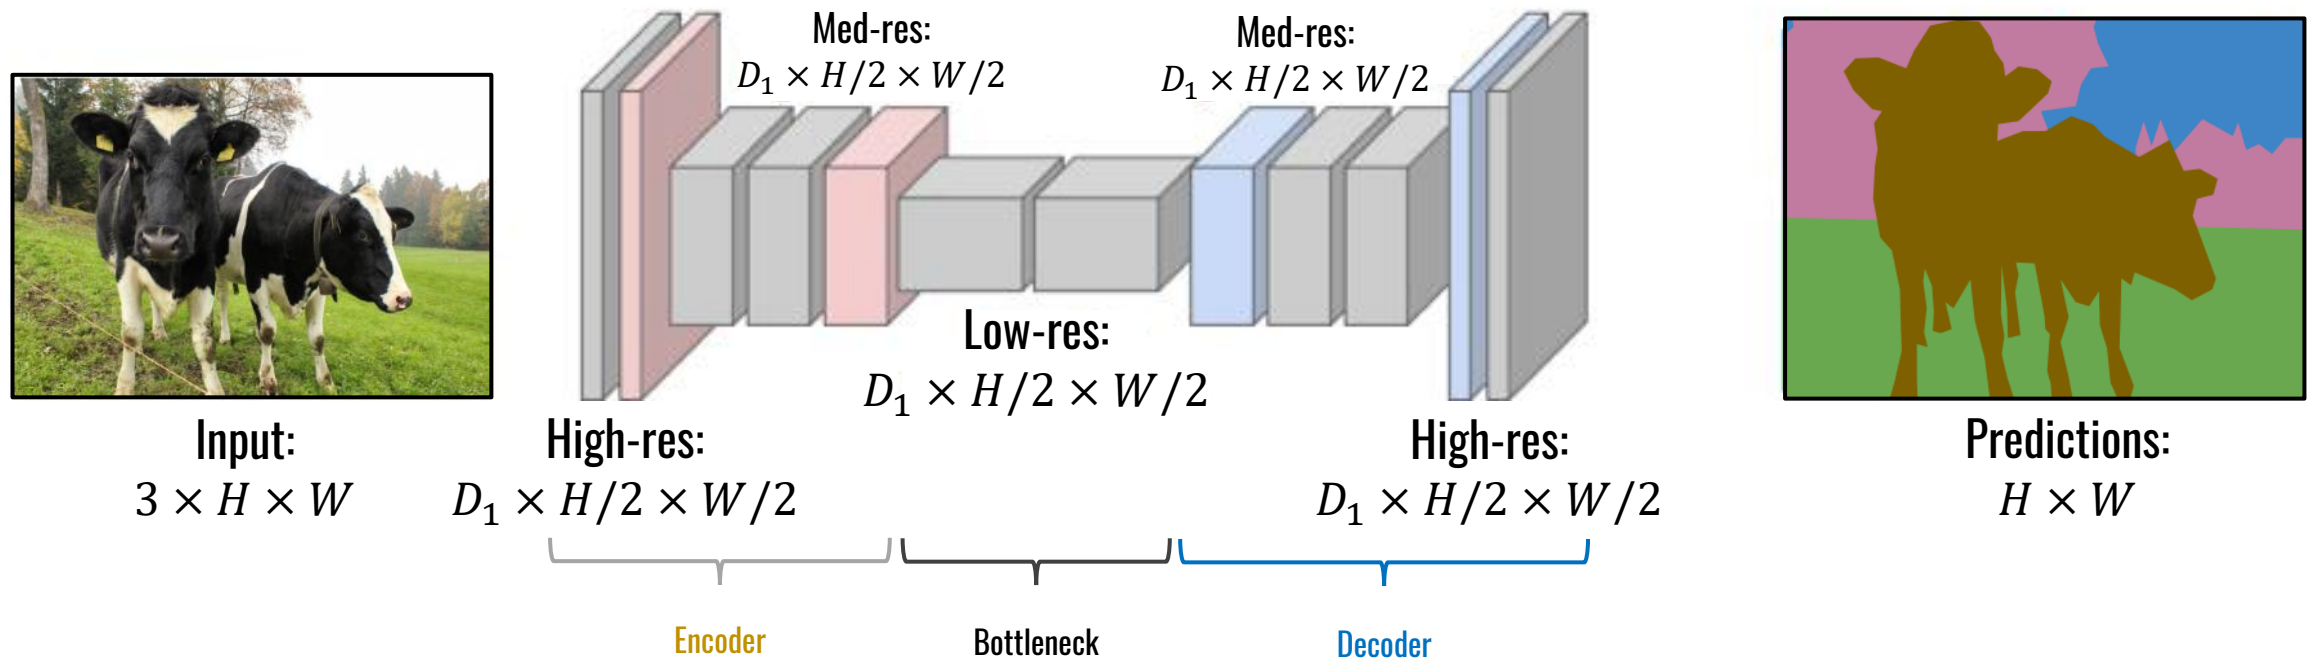 Med-res:
D₁ × H/2 × W/2
Med-res:
D₁ × H/2 × W/2
Low-res:
D₁ × H/2 × W/2
Input:
3 × H × W
High-res:
D₁ × H/2 × W/2
High-res:
D₁ × H/2 × W/2
Predictions:
H × W
Encoder
Bottleneck
Decoder